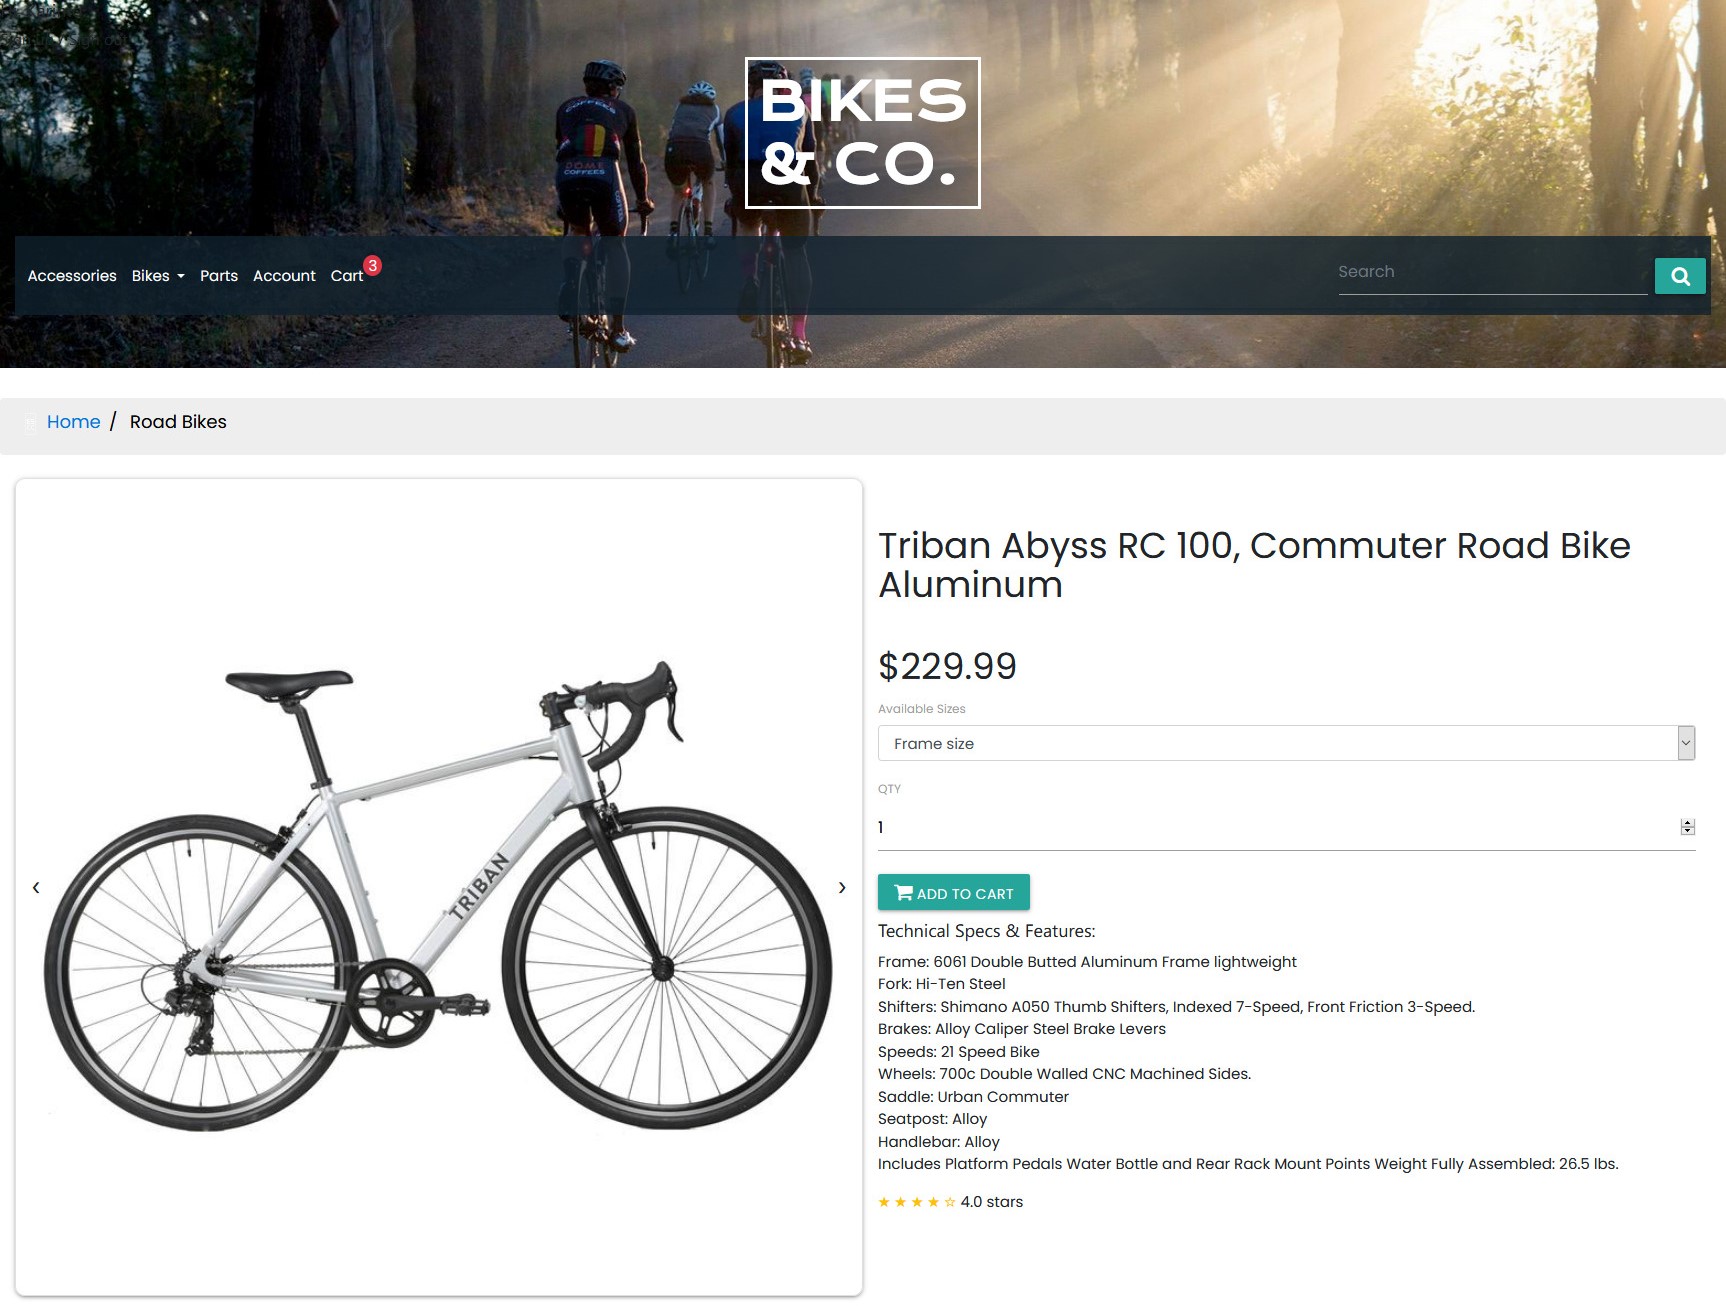 COFFEES
DOME
COFFEES
BIKES
& CO.
Accessories Bikes Parts Account Cart 3
Search
Home / Road Bikes
Triban Abyss RC 100, Commuter Road Bike
Aluminum
$229.99
Available Sizes
Frame size
QTY
1
ADD TO CART
Technical Specs & Features:
Frame: 6061 Double Butted Aluminum Frame lightweight
Fork: Hi-Ten Steel
Shifters: Shimano A050 Thumb Shifters, Indexed 7-Speed, Front Friction 3-Speed.
Brakes: Alloy Caliper Steel Brake Levers
Speeds: 21 Speed Bike
Wheels: 700c Double Walled CNC Machined Sides.
Saddle: Urban Commuter
Seatpost: Alloy
Handlebar: Alloy
Includes Platform Pedals Water Bottle and Rear Rack Mount Points Weight Fully Assembled: 26.5 lbs.
4.0 stars
TRIBAN